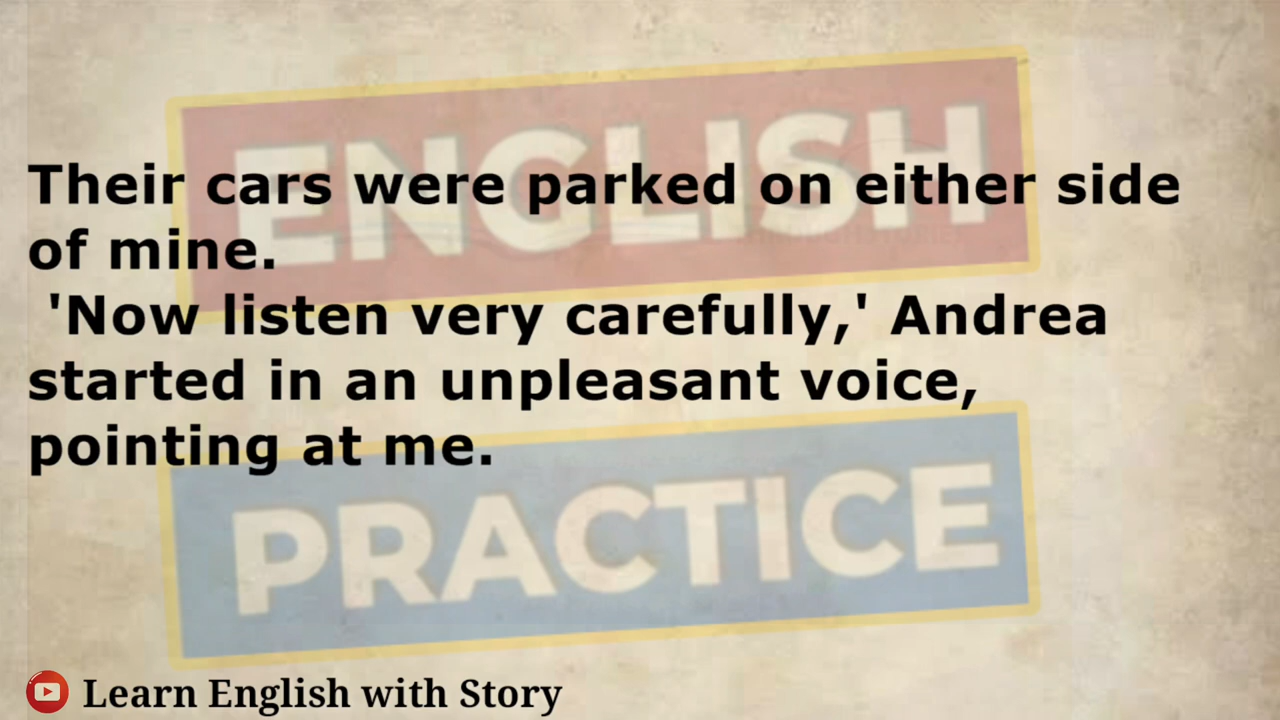 ENGLISH
Their cars were parked on either side
of mine.
'Now listen very carefully,' Andrea
started in an unpleasant voice,
pointing at me.
PRACTICE
Learn English with Story